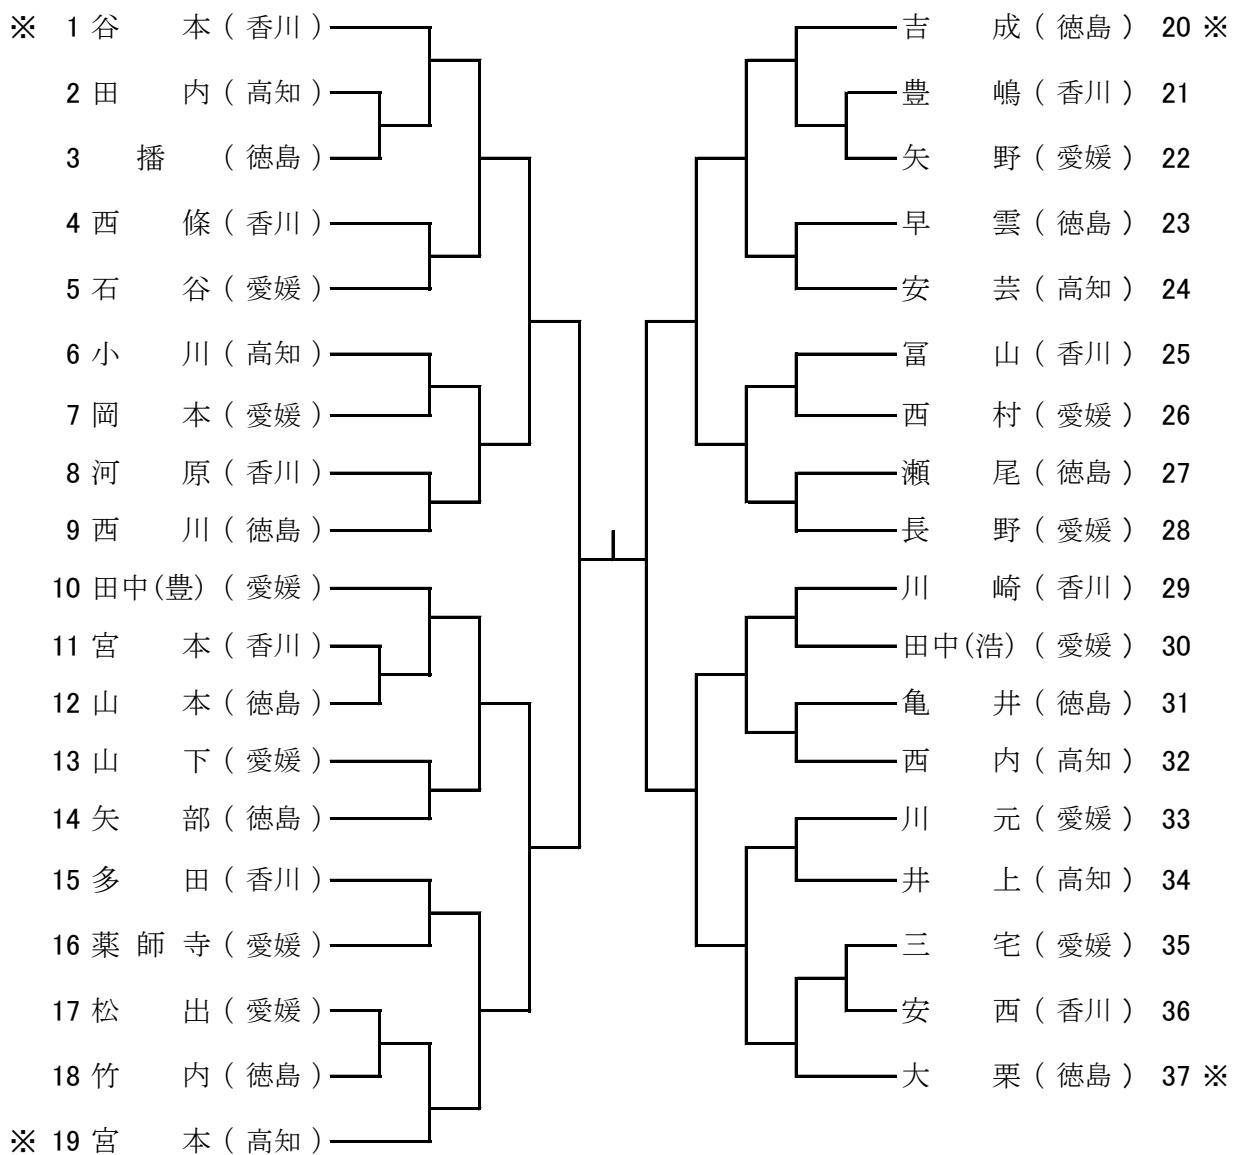 ※ 1 谷本 (香川)
2 田内 (高知)
3 播 (徳島)
4 西條 (香川)
5 石谷 (愛媛)
6 小川 (高知)
7 岡本 (愛媛)
8 河原 (香川)
9 西川 (徳島)
10 田中(豊) (愛媛)
11 宮本 (香川)
12 山本 (徳島)
13 山下 (愛媛)
14 矢部 (徳島)
15 多田 (香川)
16 薬師寺 (愛媛)
17 松出 (愛媛)
18 竹内 (徳島)
※ 19 宮本 (高知)
吉成 (徳島) 20 ※
豊嶋 (香川) 21
矢野 (愛媛) 22
早雲 (徳島) 23
安芸 (高知) 24
冨山 (香川) 25
西村 (愛媛) 26
瀬尾 (徳島) 27
長野 (愛媛) 28
川崎 (香川) 29
田中(浩) (愛媛) 30
亀井 (徳島) 31
西内 (高知) 32
川元 (愛媛) 33
井上 (高知) 34
三宅 (愛媛) 35
安西 (香川) 36
大栗 (徳島) 37 ※